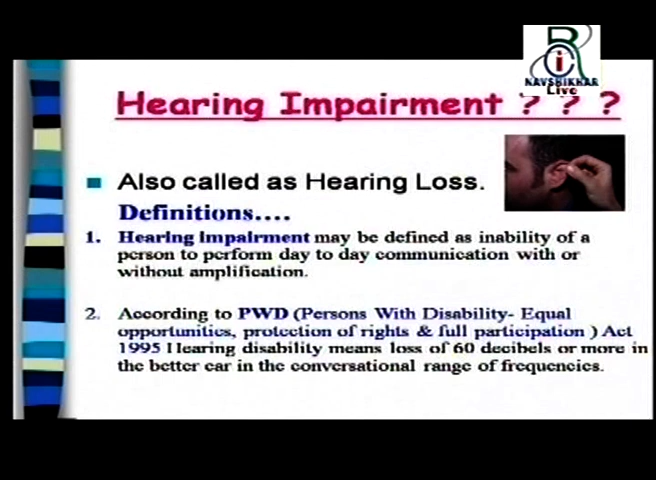 NAVSHIKHAR
Live
Hearing Impairment ? ? ?
Also called as Hearing Loss.
Definitions....
1. Hearing impairment may be defined as inability of a
person to perform day to day communication with or
without amplification.
2. According to PWD (Persons With Disability- Equal
opportunities, protection of rights & full participation ) Act
1995 Hearing disability means loss of 60 decibels or more in
the better ear in the conversational range of frequencies.